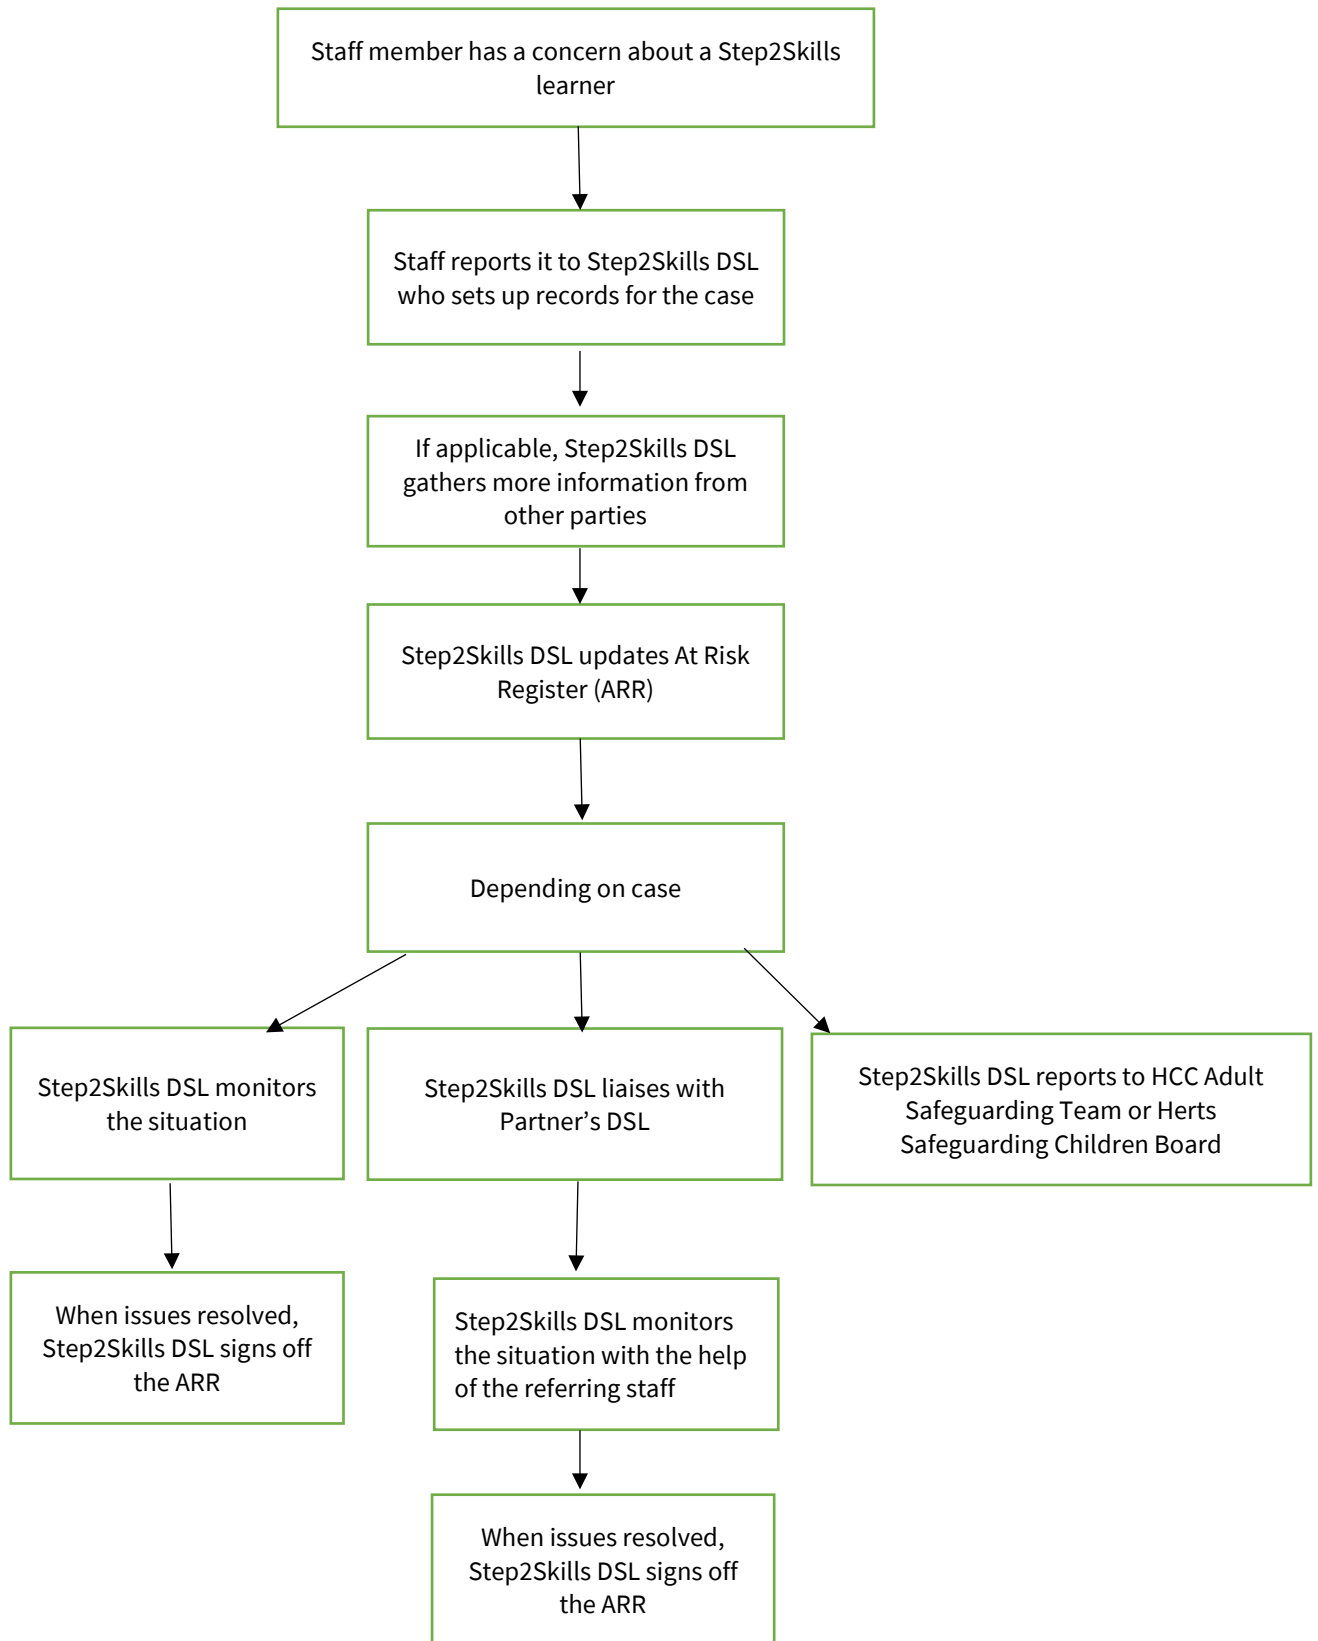 Staff member has a concern about a Step2Skills
learner
Staff reports it to Step2Skills DSL
who sets up records for the case
If applicable, Step2Skills DSL
gathers more information from
other parties
Step2Skills DSL updates At Risk
Register (ARR)
Depending on case
Step2Skills DSL monitors
the situation
When issues resolved,
Step2Skills DSL signs off
the ARR
Step2Skills DSL liaises with
Partner’s DSL
Step2Skills DSL monitors
the situation with the help
of the referring staff
When issues resolved,
Step2Skills DSL signs off
the ARR
Step2Skills DSL reports to HCC Adult
Safeguarding Team or Herts
Safeguarding Children Board